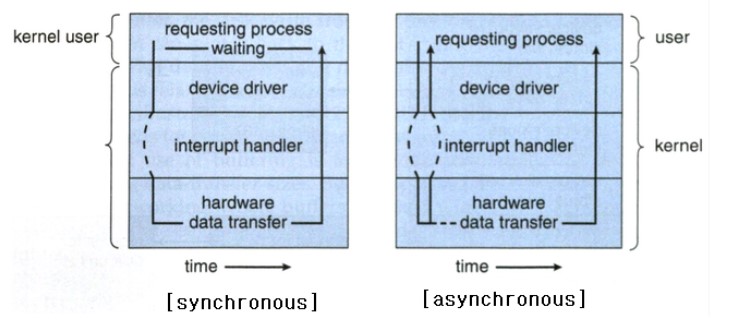 kernel user
requesting process
waiting
device driver
interrupt handler
hardware
data transfer
time
[synchronous]
requesting process
device driver
interrupt handler
hardware
data transfer
user
kernel
time
[asynchronous]